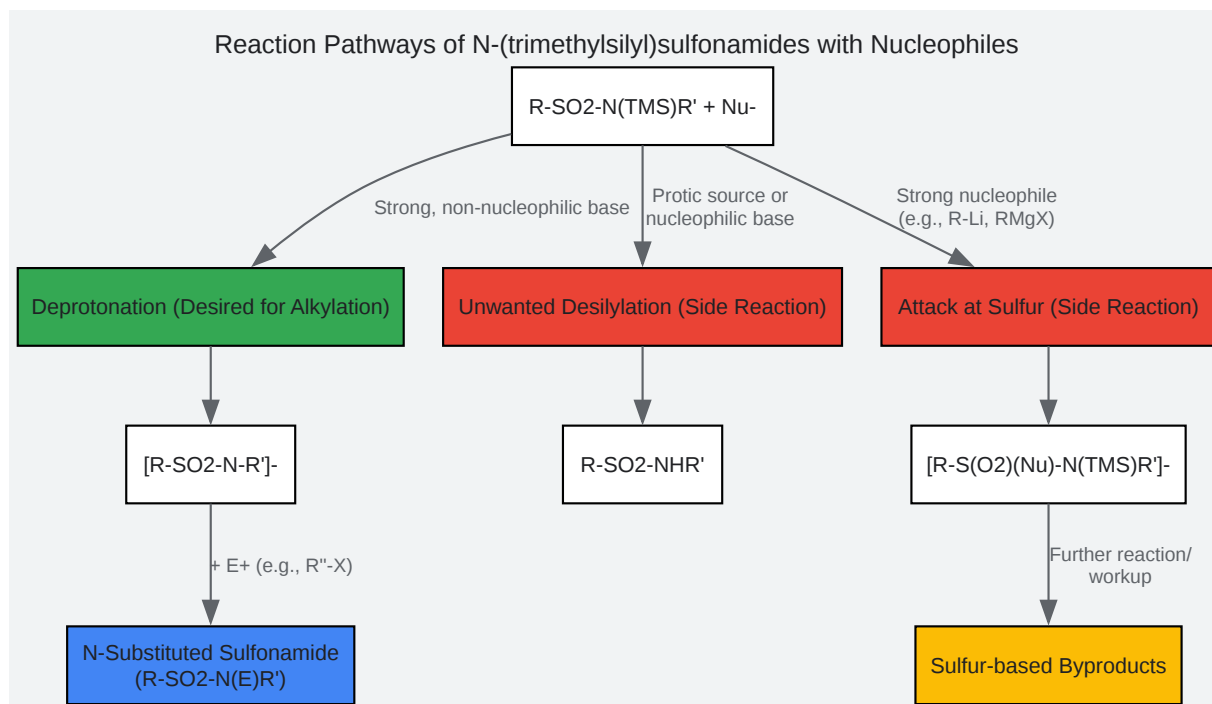 Reaction Pathways of N-(trimethylsilyl)sulfonamides with Nucleophiles
R-SO2-N(TMS)R' + Nu-
Strong, non-nucleophilic base
Protic source or
nucleophilic base
Strong nucleophile
(e.g., R-Li, RMgX)
Deprotonation (Desired for Alkylation)
Unwanted Desilylation (Side Reaction)
Attack at Sulfur (Side Reaction)
[R-SO2-N-R']-
R-SO2-NHR'
[R-S(O2)(Nu)-N(TMS)R']-
+ E+ (e.g., R"-X)
Further reaction/
workup
N-Substituted Sulfonamide
(R-SO2-N(E)R')
Sulfur-based Byproducts